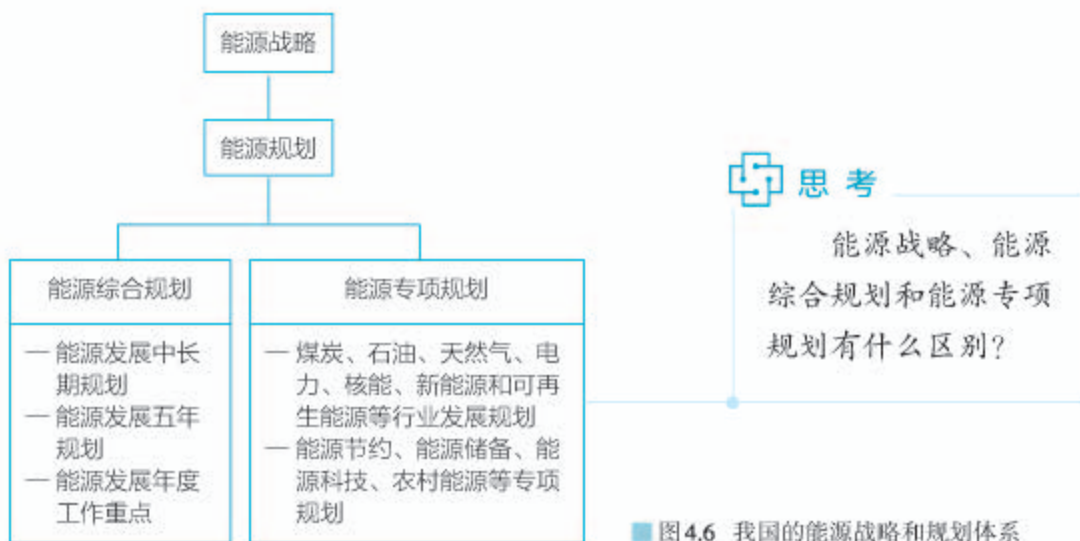 能源战略
能源规划
能源综合规划
— 能源发展中长
期规划
— 能源发展五年
规划
— 能源发展年度
工作重点
能源专项规划
— 煤炭、石油、天然气、电
力、核能、新能源和可再
生能源等行业发展规划
— 能源节约、能源储备、能
源科技、农村能源等专项
规划
思考
能源战略、能源
综合规划和能源专项
规划有什么区别?
图4.6 我国的能源战略和规划体系